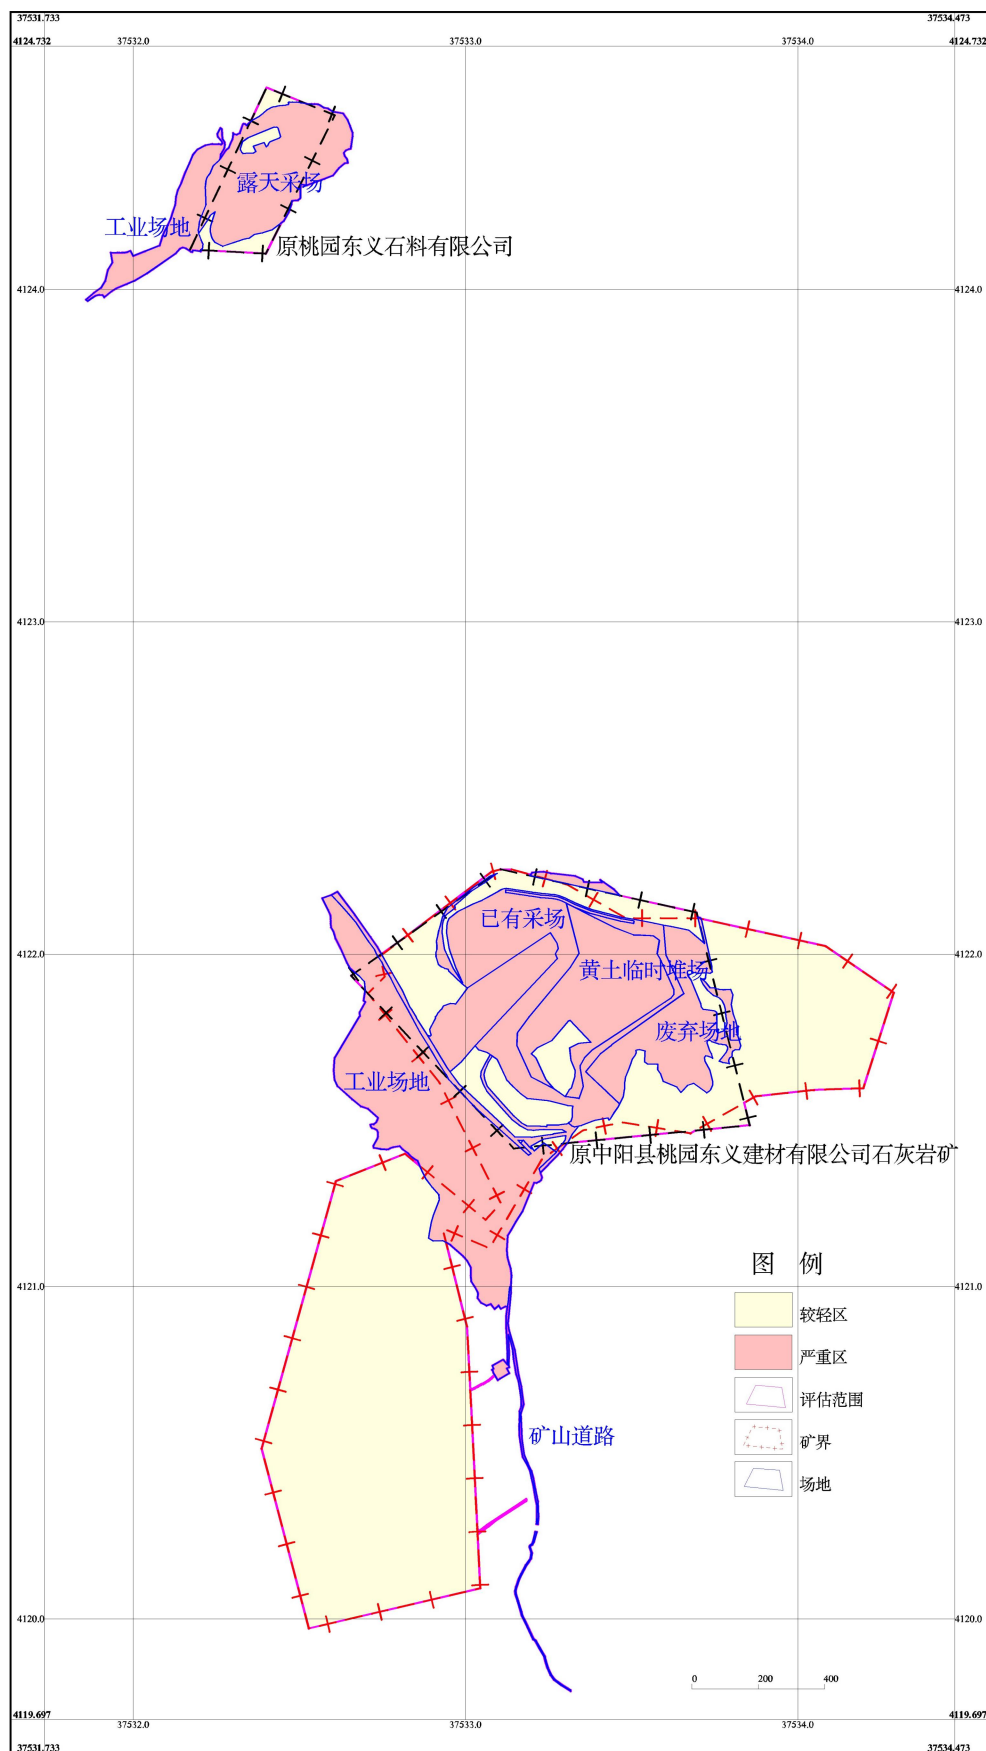 37531.733
37534.473
4124.732
37532.0
37533.0
37534.0
4124.732
露天采场
工业场地
原桃园东义石料有限公司
4124.0
4124.0
4123.0
4123.0
已有采场
4122.0
黄土临时堆场
4122.0
废弃场地
工业场地
原中阳县桃园东义建材有限公司石灰岩矿
图 例
4121.0
4121.0
较轻区
严重区
评估范围
矿山道路
矿界
场地
4120.0
4120.0
0
200
400
4119.697
4119.697
37532.0
37533.0
37534.0
37531.733
37534.473